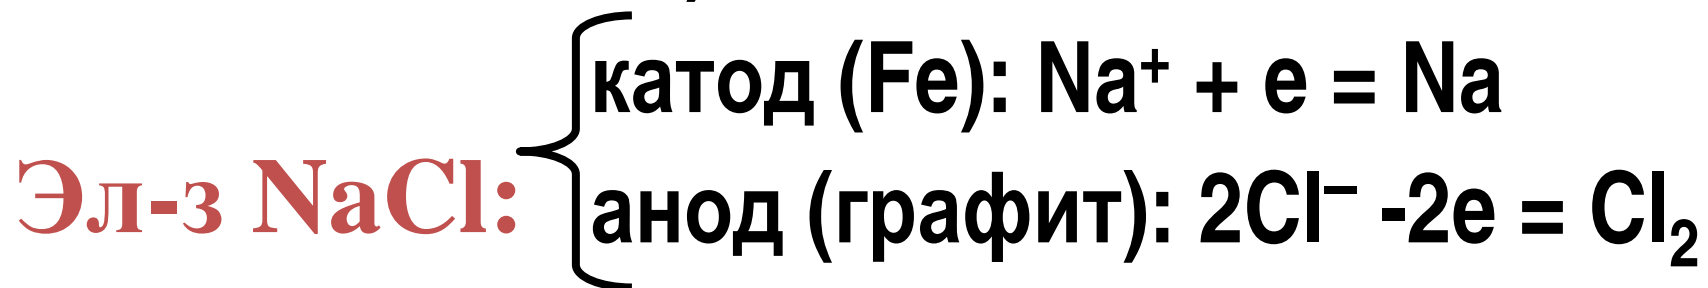 катод (Fe): Na⁺ + e = Na
Эл-з NaCl:
анод (графит): 2Cl⁻ -2e = Cl₂